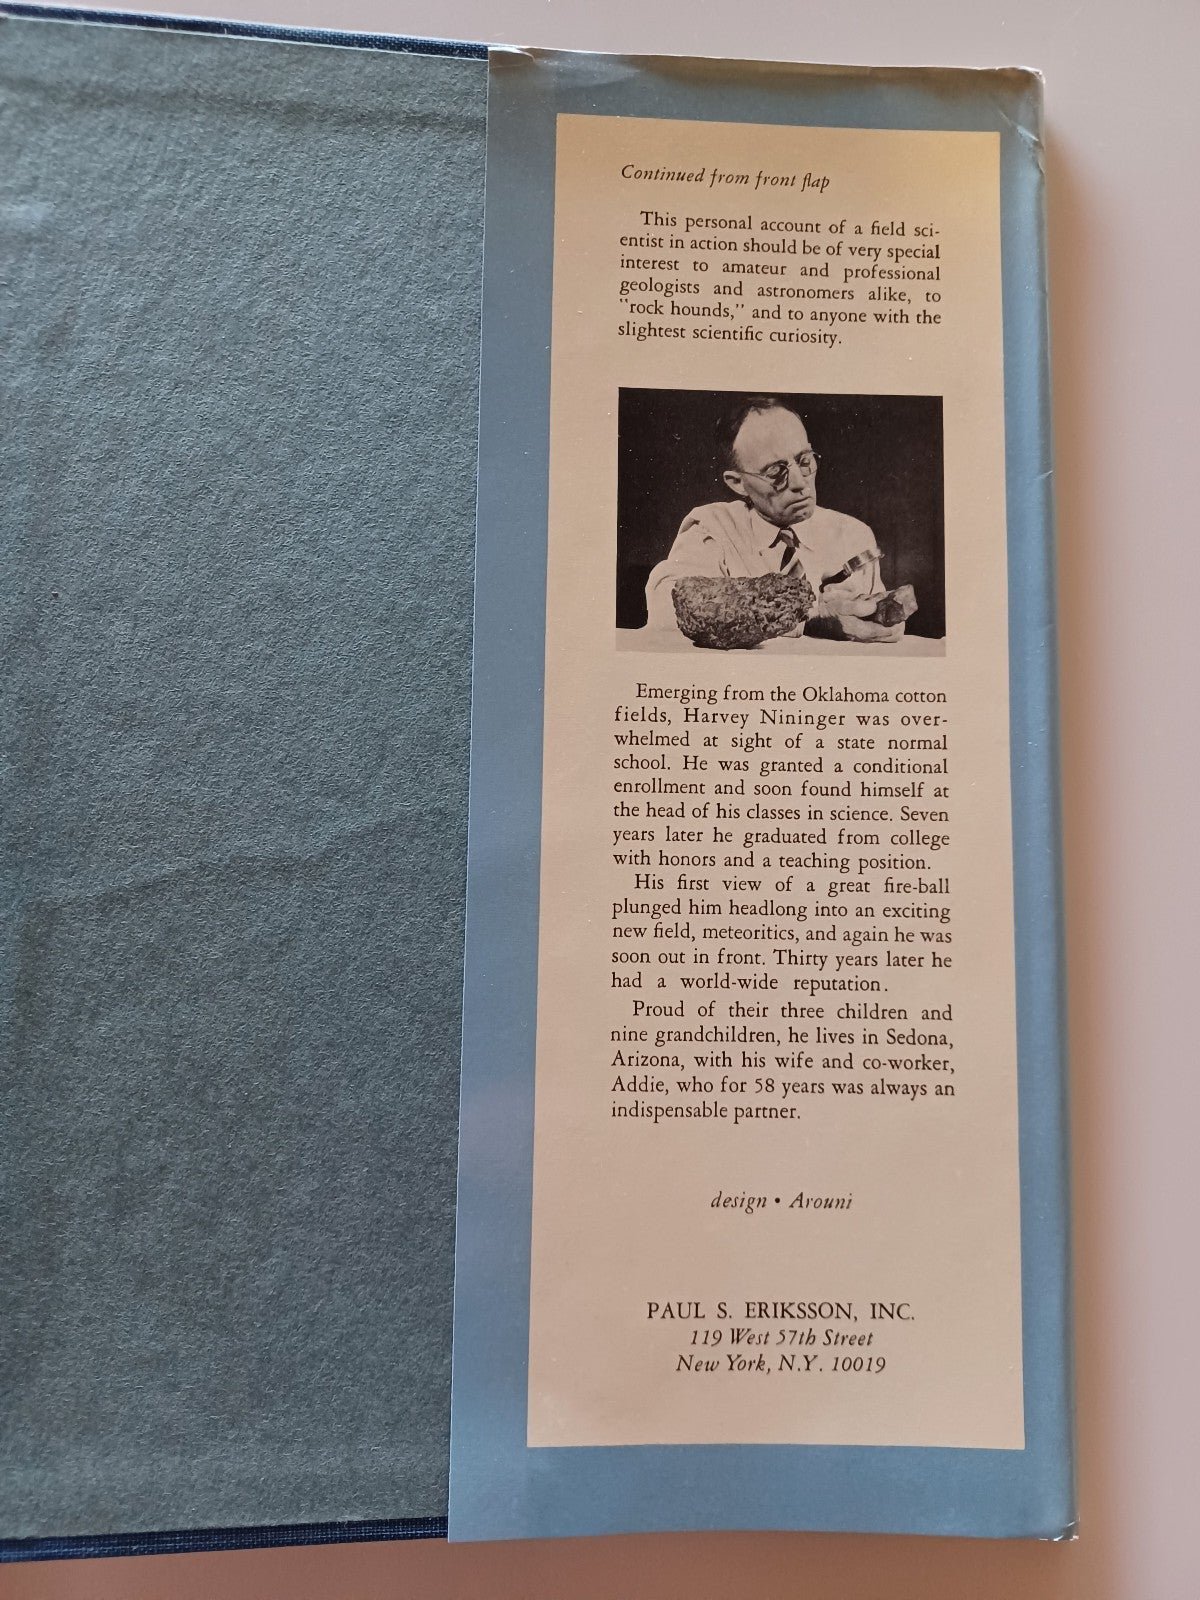 Continued from front flap
This personal account of a field sci-
entist in action should be of very special
interest to amateur and professional
geologists and astronomers alike, to
"rock hounds," and to anyone with the
slightest scientific curiosity.
Emerging from the Oklahoma cotton
fields, Harvey Nininger was over-
whelmed at sight of a state normal
school. He was granted a conditional
enrollment and soon found himself at
the head of his classes in science. Seven
years later he graduated from college
with honors and a teaching position.
His first view of a great fire-ball
plunged him headlong into an exciting
new field, meteoritics, and again he was
soon out in front. Thirty years later he
had a world-wide reputation.
Proud of their three children and
nine grandchildren, he lives in Sedona,
Arizona, with his wife and co-worker,
Addie, who for 58 years was always an
indispensable partner.
design • Arouni
PAUL S. ERIKSSON, INC.
119 West 57th Street
New York, N.Y. 10019